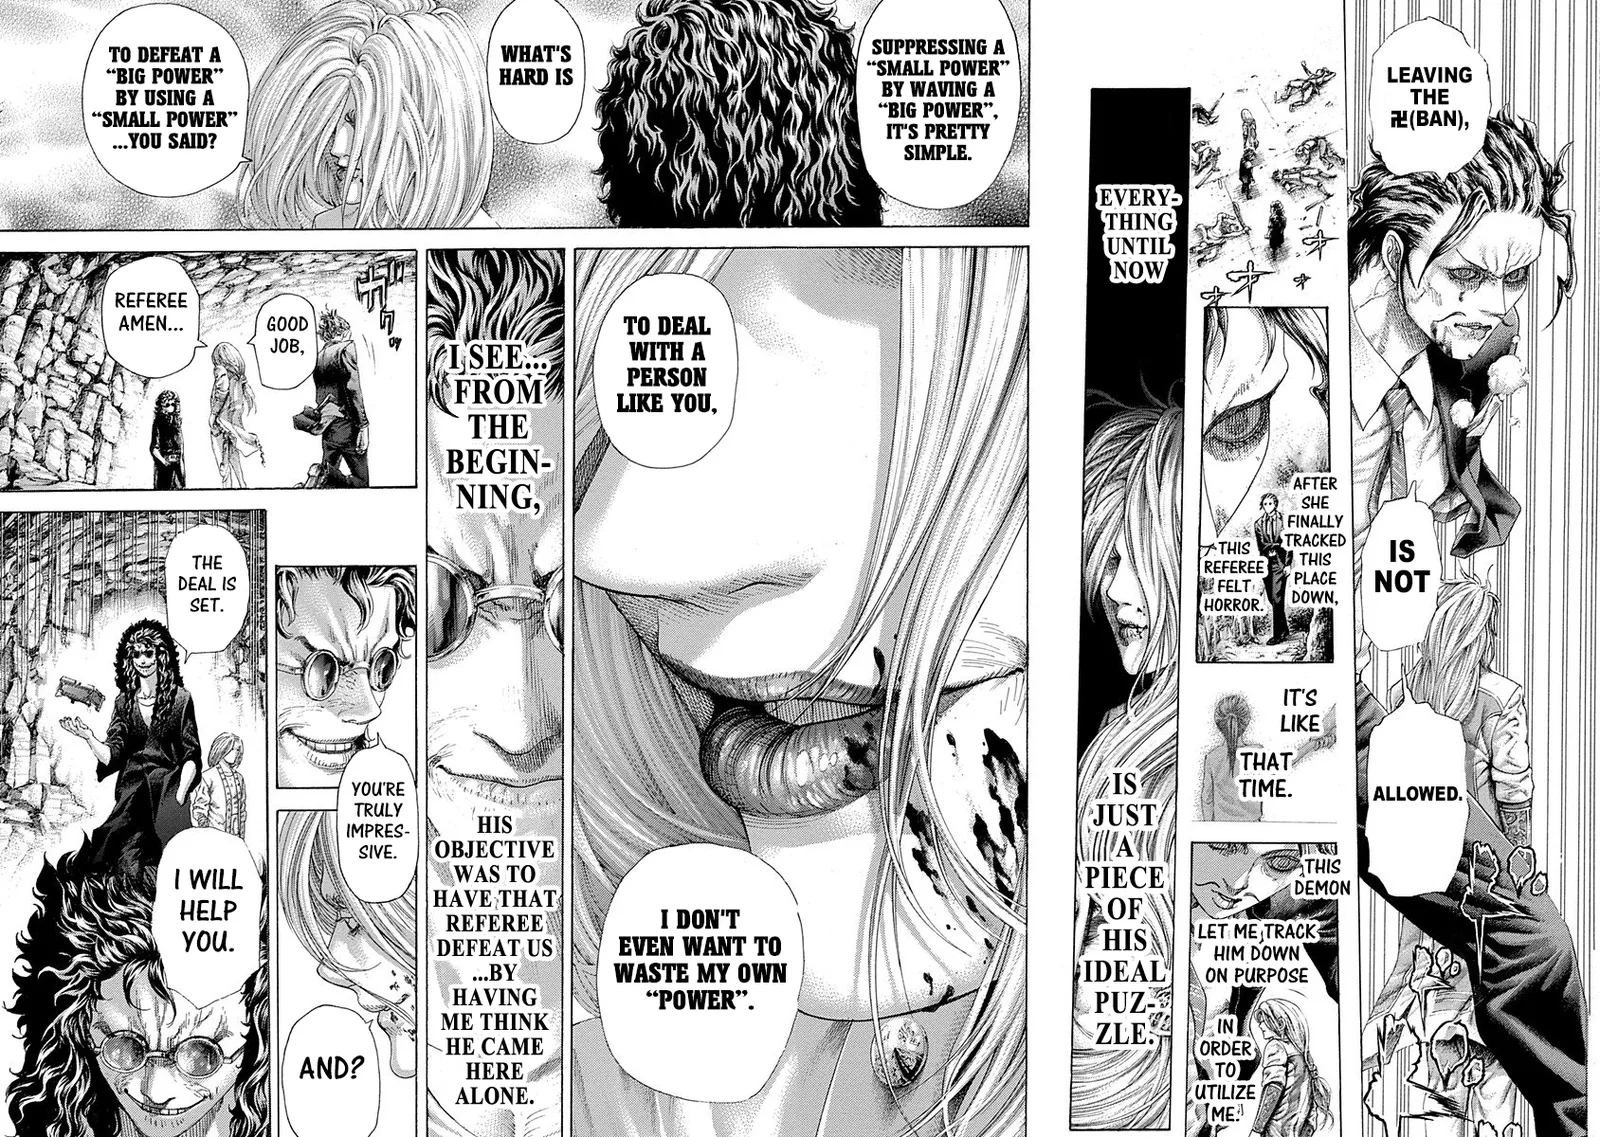 LEAVING
THE
卍(BAN),
IS
NOT
ALLOWED.
AFTER
SHE
FINALLY
TRACKED
THIS
PLACE
DOWN,
THIS
REFEREE
FELT
HORROR.
IT'S
LIKE
THAT
TIME.
THIS
DEMON
LET ME TRACK
HIM DOWN
ON PURPOSE
IN
ORDER
TO
UTILIZE
ME.
EVERY-
THING
UNTIL
NOW
IS
JUST
A
PIECE
OF
HIS
IDEAL
PUZ-
ZLE.
SUPPRESSING A
“SMALL POWER”
BY WAVING A
“BIG POWER”,
IT'S PRETTY
SIMPLE.
WHAT'S
HARD IS
TO DEFEAT A
“BIG POWER”
BY USING A
“SMALL POWER”
...YOU SAID?
TO DEAL
WITH A
PERSON
LIKE YOU,
I DON'T
EVEN WANT TO
WASTE MY OWN
“POWER”.
I SEE...
FROM
THE
BEGIN-
NING,
HIS
OBJECTIVE
WAS TO
HAVE THAT
REFEREE
DEFEAT US
...BY
HAVING
ME THINK
HE CAME
HERE
ALONE.
GOOD
JOB,
REFEREE
AMEN...
YOU'RE
TRULY
IMPRES-
SIVE.
AND?
THE
DEAL IS
SET.
I WILL
HELP
YOU.